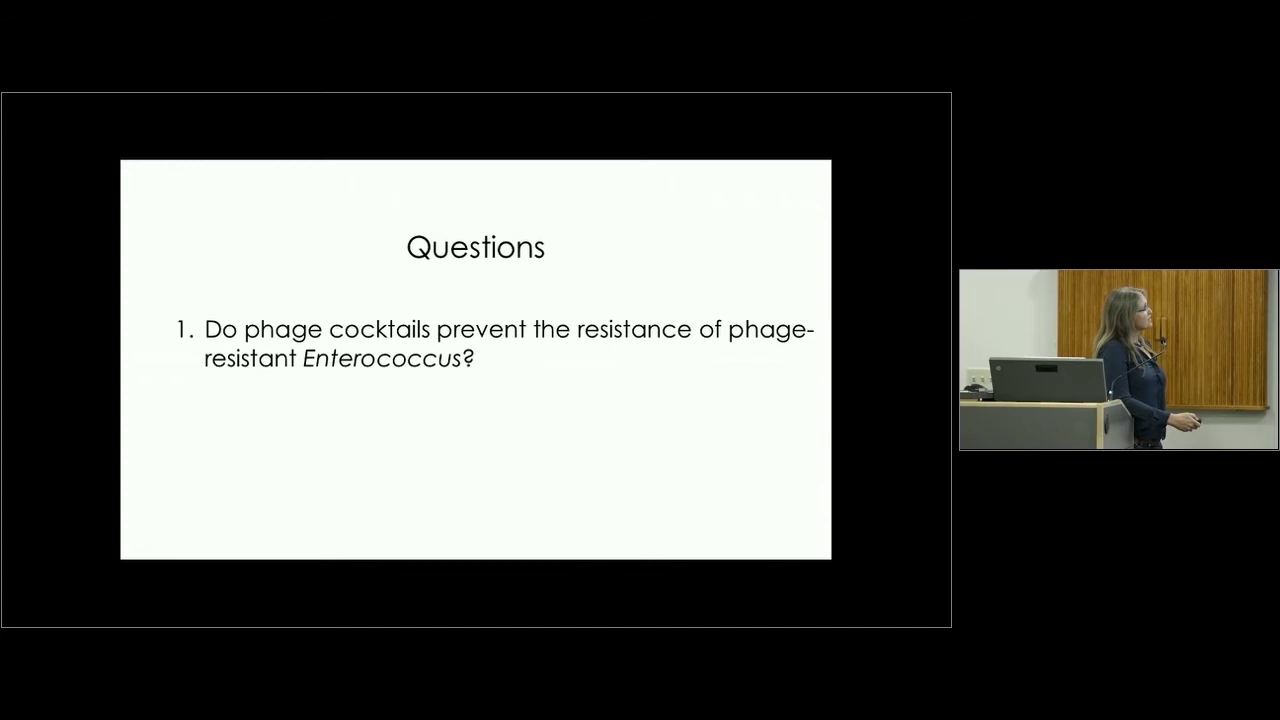 Questions
1. Do phage cocktails prevent the resistance of phage-
resistant Enterococcus?